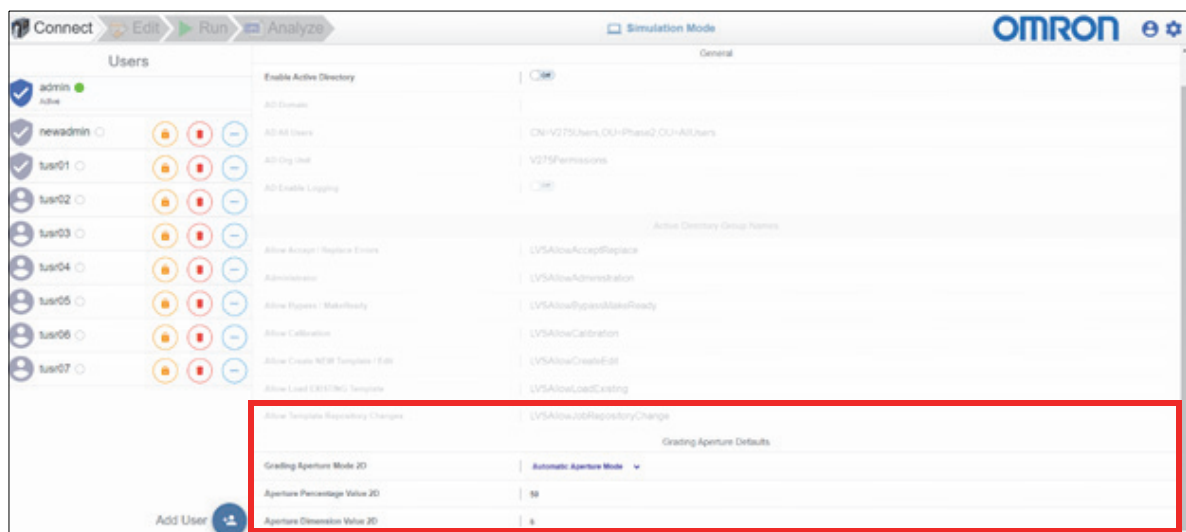 Connect Edit Run Analyze
Simulation Mode
OMRON
Users
General
admin
Active
Enable Active Directory Off
AD Domain
newadmin
AD All Users CN=V275Users,OU=Phase2,OU=AllUsers
tusr01
AD Org Unit V275Permissions
AD Enable Logging Off
tusr02
Active Directory Group Names
tusr03
Allow Accept / Replace Errors LVSAllowAcceptReplace
tusr04
Administrator LVSAllowAdministration
tusr05
Allow Bypass / MakeReady LVSAllowBypassMakeReady
tusr06
Allow Calibration LVSAllowCalibration
Allow Create NEW Template / Edit LVSAllowCreateEdit
tusr07
Allow Load EXISTING Template LVSAllowLoadExisting
Allow Template Repository Changes LVSAllowJobRepositoryChange
Grading Aperture Defaults
Grading Aperture Mode 2D Automatic Aperture Mode
Aperture Percentage Value 2D 50
Add User
Aperture Dimension Value 2D 6